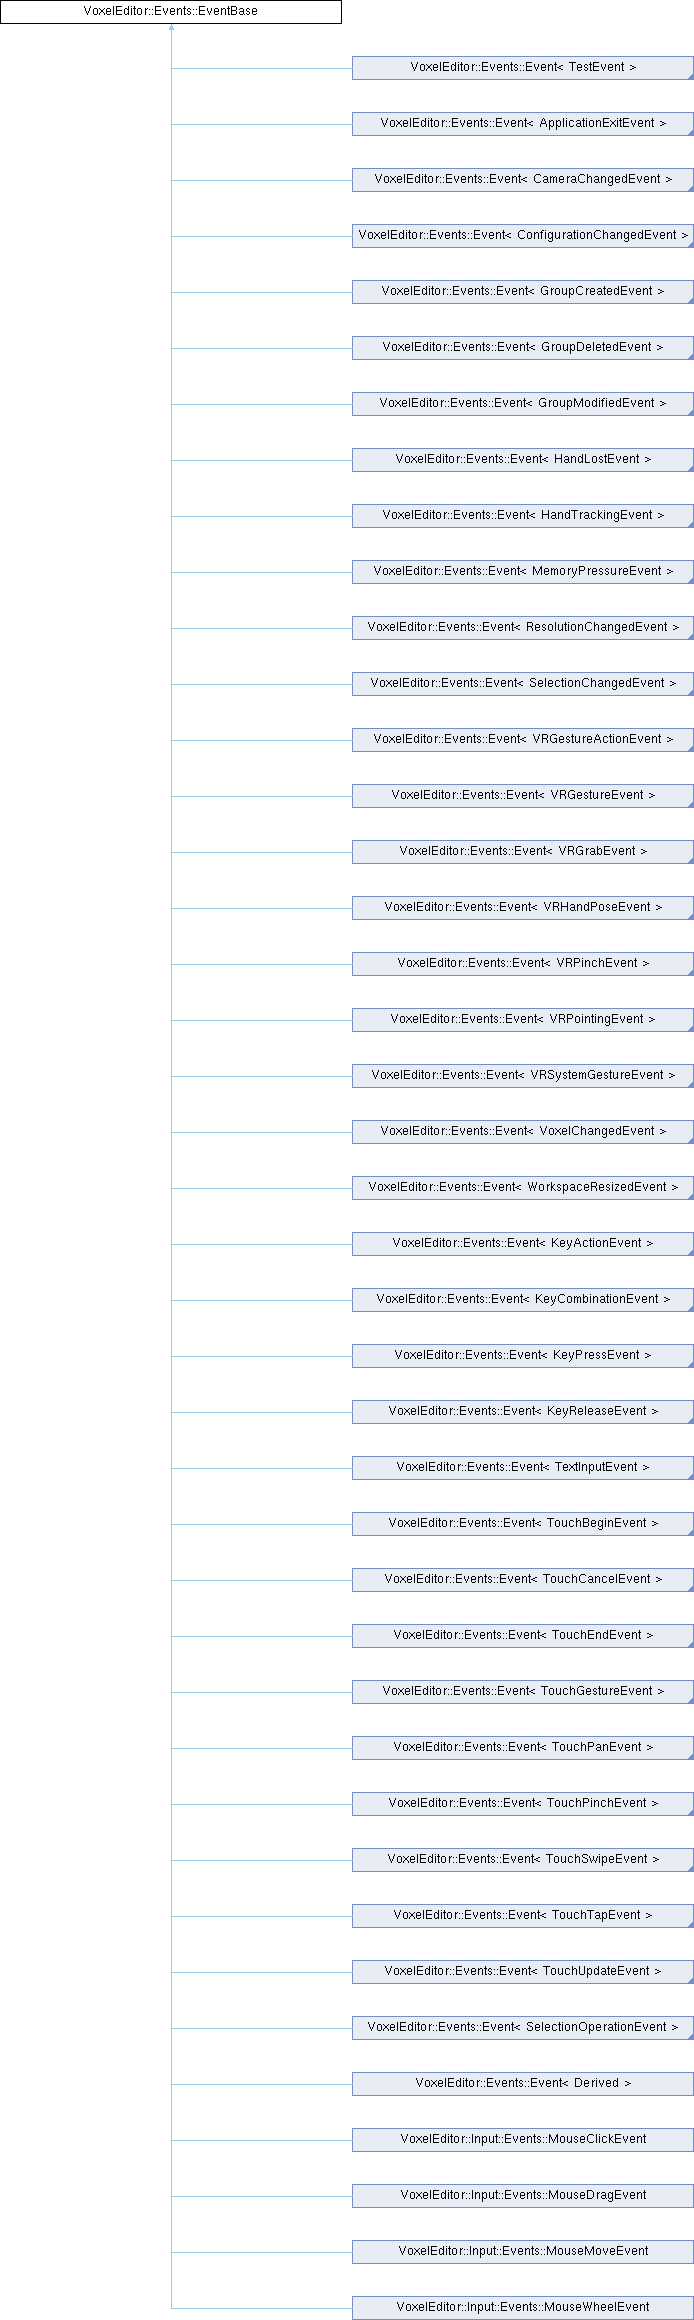 VoxelEditor::Events::EventBase
VoxelEditor::Events::Event< TestEvent >
VoxelEditor::Events::Event< ApplicationExitEvent >
VoxelEditor::Events::Event< CameraChangedEvent >
VoxelEditor::Events::Event< ConfigurationChangedEvent >
VoxelEditor::Events::Event< GroupCreatedEvent >
VoxelEditor::Events::Event< GroupDeletedEvent >
VoxelEditor::Events::Event< GroupModifiedEvent >
VoxelEditor::Events::Event< HandLostEvent >
VoxelEditor::Events::Event< HandTrackingEvent >
VoxelEditor::Events::Event< MemoryPressureEvent >
VoxelEditor::Events::Event< ResolutionChangedEvent >
VoxelEditor::Events::Event< SelectionChangedEvent >
VoxelEditor::Events::Event< VRGestureActionEvent >
VoxelEditor::Events::Event< VRGestureEvent >
VoxelEditor::Events::Event< VRGrabEvent >
VoxelEditor::Events::Event< VRHandPoseEvent >
VoxelEditor::Events::Event< VRPinchEvent >
VoxelEditor::Events::Event< VRPointingEvent >
VoxelEditor::Events::Event< VRSystemGestureEvent >
VoxelEditor::Events::Event< VoxelChangedEvent >
VoxelEditor::Events::Event< WorkspaceResizedEvent >
VoxelEditor::Events::Event< KeyActionEvent >
VoxelEditor::Events::Event< KeyCombinationEvent >
VoxelEditor::Events::Event< KeyPressEvent >
VoxelEditor::Events::Event< KeyReleaseEvent >
VoxelEditor::Events::Event< TextInputEvent >
VoxelEditor::Events::Event< TouchBeginEvent >
VoxelEditor::Events::Event< TouchCancelEvent >
VoxelEditor::Events::Event< TouchEndEvent >
VoxelEditor::Events::Event< TouchGestureEvent >
VoxelEditor::Events::Event< TouchPanEvent >
VoxelEditor::Events::Event< TouchPinchEvent >
VoxelEditor::Events::Event< TouchSwipeEvent >
VoxelEditor::Events::Event< TouchTapEvent >
VoxelEditor::Events::Event< TouchUpdateEvent >
VoxelEditor::Events::Event< SelectionOperationEvent >
VoxelEditor::Events::Event< Derived >
VoxelEditor::Input::Events::MouseClickEvent
VoxelEditor::Input::Events::MouseDragEvent
VoxelEditor::Input::Events::MouseMoveEvent
VoxelEditor::Input::Events::MouseWheelEvent